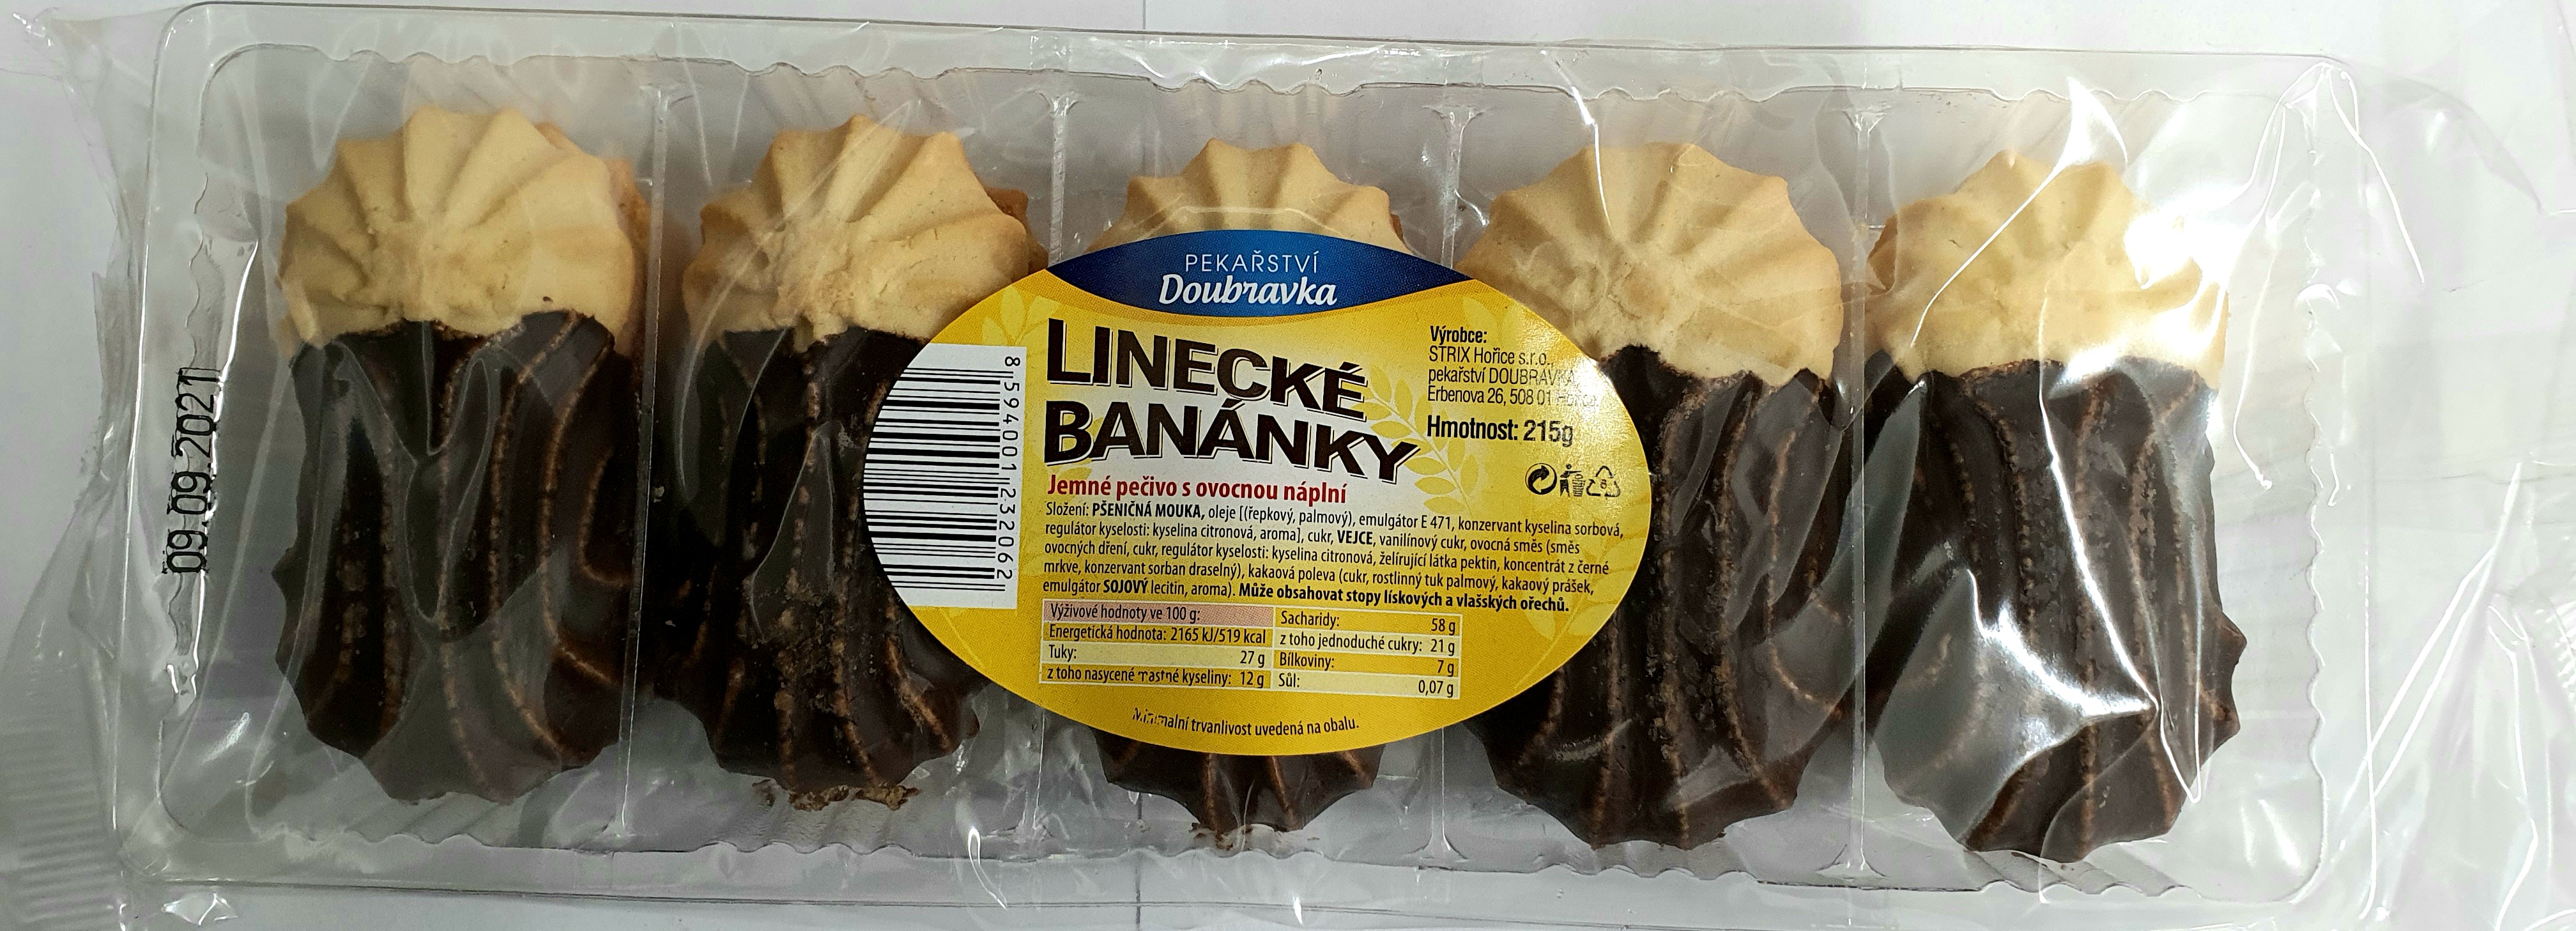 09.09.2021
PEKAŘSTVÍ
Doubravka
LINECKÉ
BANÁNKY
Jemné pečivo s ovocnou náplní
Výrobce:
STRIX Hořice s.r.o.,
pekařství DOUBRAVKA
Erbenova 26, 508 01
Hmotnost: 215g
8 594001 232062
Složení: PŠENIČNÁ MOUKA, oleje [(řepkový, palmový), emulgátor E 471, konzervant kyselina sorbová,
regulátor kyselosti: kyselina citronová, aroma], cukr, VEJCE, vanilínový cukr, ovocná směs (směs
ovocných dření, cukr, regulátor kyselosti: kyselina citronová, želírující látka pektin, koncentrát z černé
mrkve, konzervant sorban draselný), kakaová poleva (cukr, rostlinný tuk palmový, kakaový prášek,
emulgátor SOJOVÝ lecitin, aroma). Může obsahovat stopy lískových a vlašských ořechů.
Výživové hodnoty ve 100 g:
Energetická hodnota: 2165 kJ/519 kcal
Tuky: 27 g
z toho nasycené mastné kyseliny: 12 g
Sacharidy: 58 g
z toho jednoduché cukry: 21 g
Bílkoviny: 7 g
Sůl: 0,07 g
Minimalní trvanlivost uvedená na obalu.